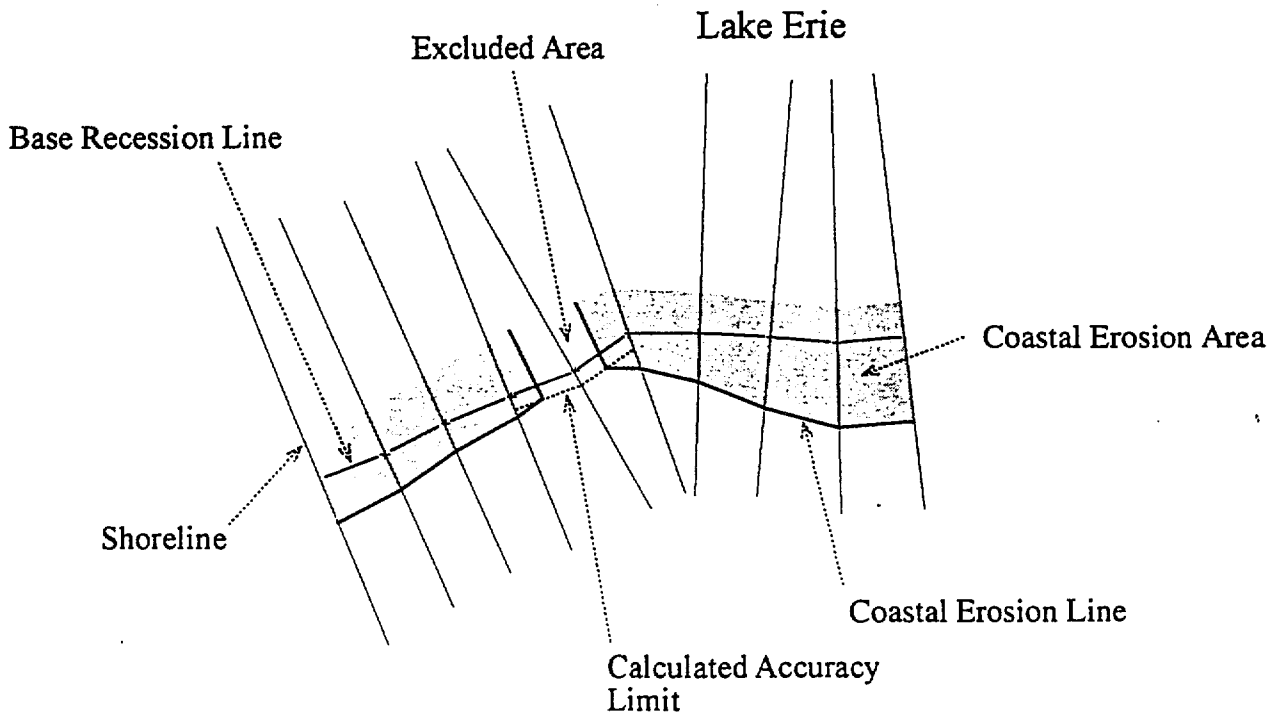 Lake Erie
Excluded Area
Base Recession Line
Coastal Erosion Area
Shoreline
Coastal Erosion Line
Calculated Accuracy
Limit